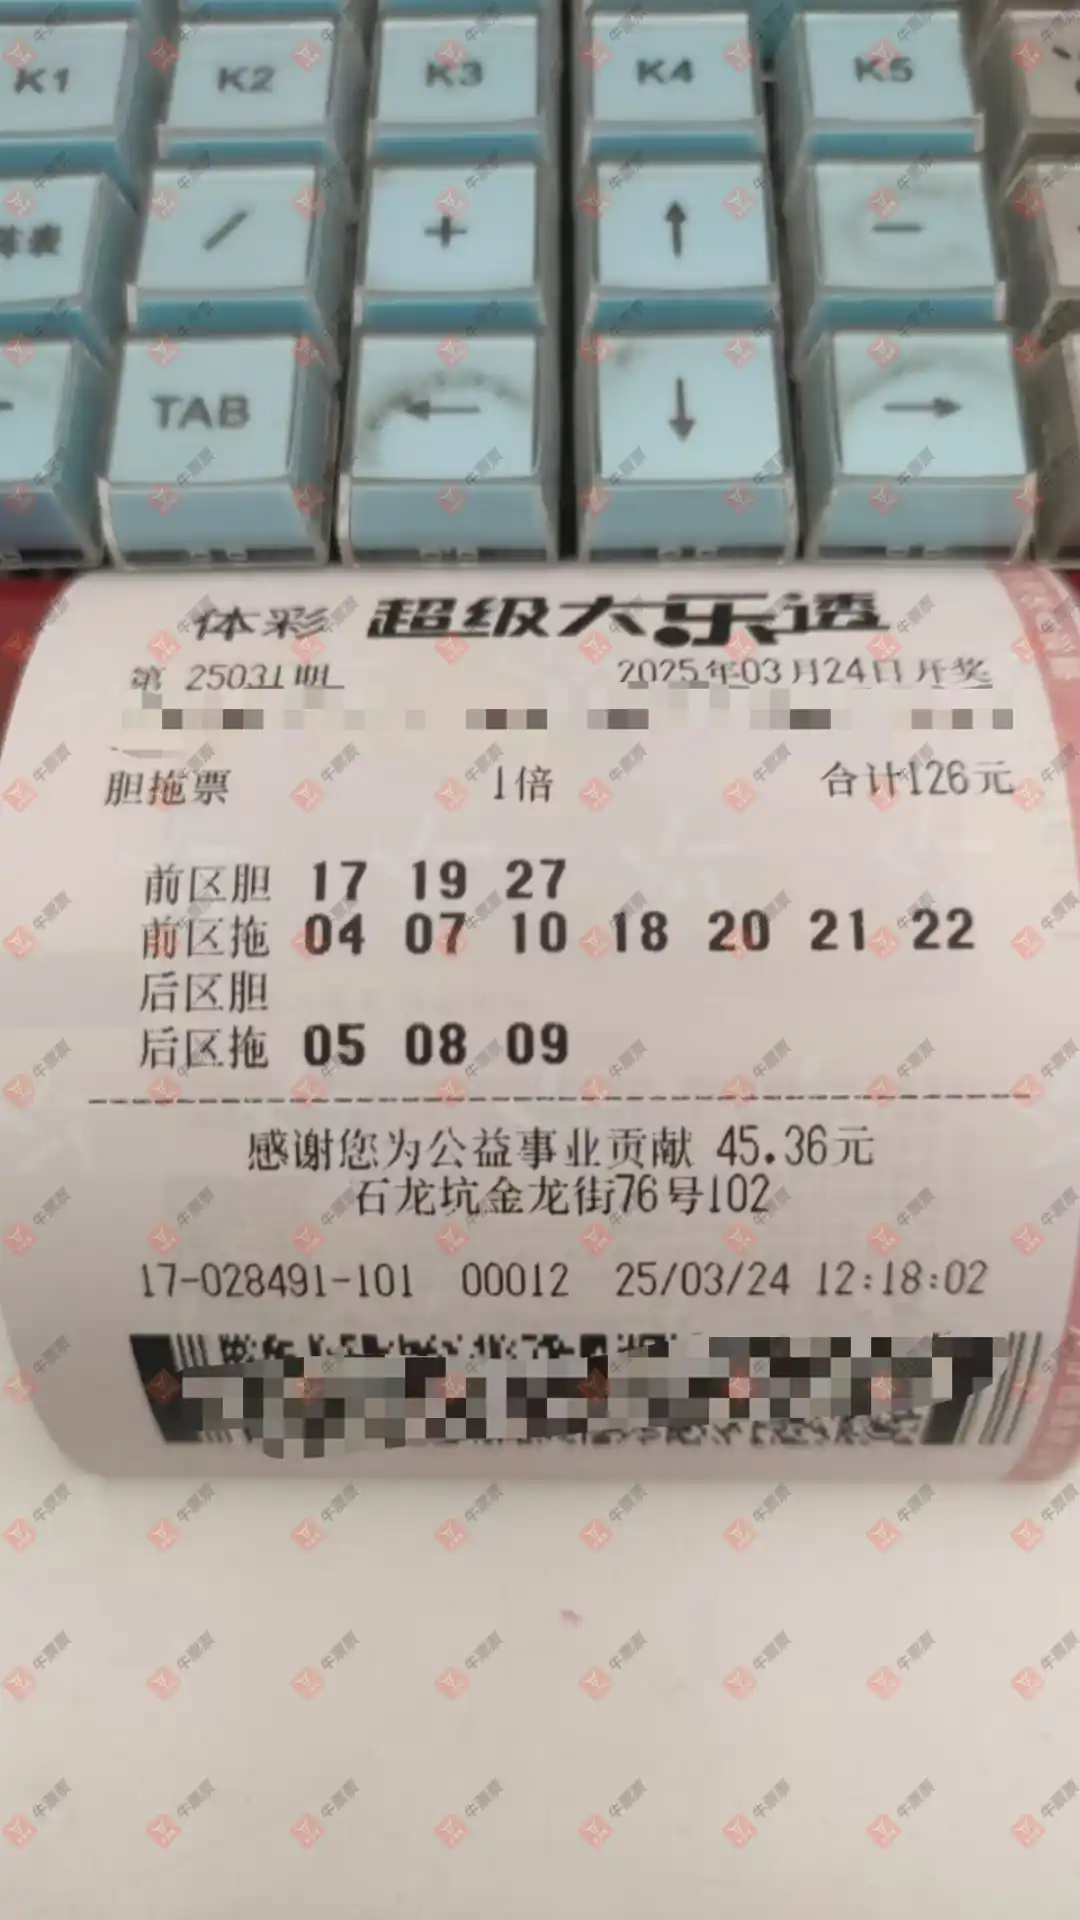 K1 K2 K3 K4 K5
/ + ↑ −
TAB ← ↓ →
体彩 超级大乐透
第 25031期 2025年03月24日开奖
胆拖票 1倍 合计126元
前区胆 17 19 27
前区拖 04 07 10 18 20 21 22
后区胆
后区拖 05 08 09
感谢您为公益事业贡献 45.36元
石龙坑金龙街76号102
17-028491-101 00012 25/03/24 12:18:02
牛票票